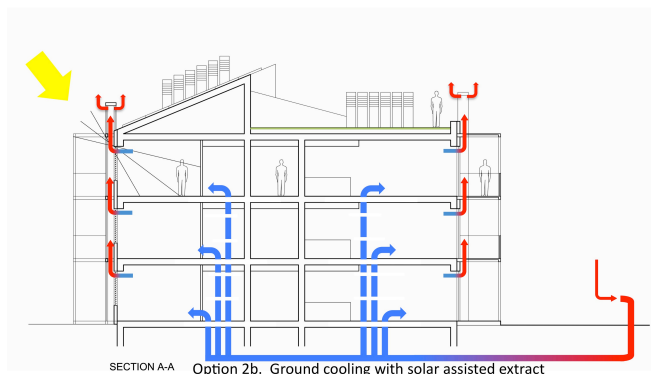 SECTION A-A
Option 2b.  Ground cooling with solar assisted extract